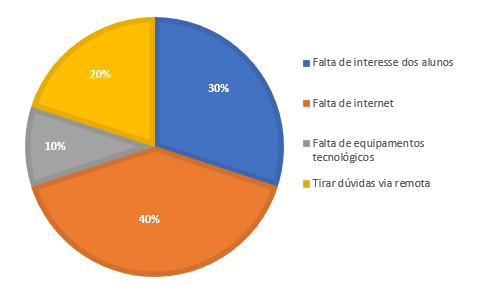 20%
30%
10%
40%
Falta de interesse dos alunos
Falta de internet
Falta de equipamentos
tecnológicos
Tirar dúvidas via remota